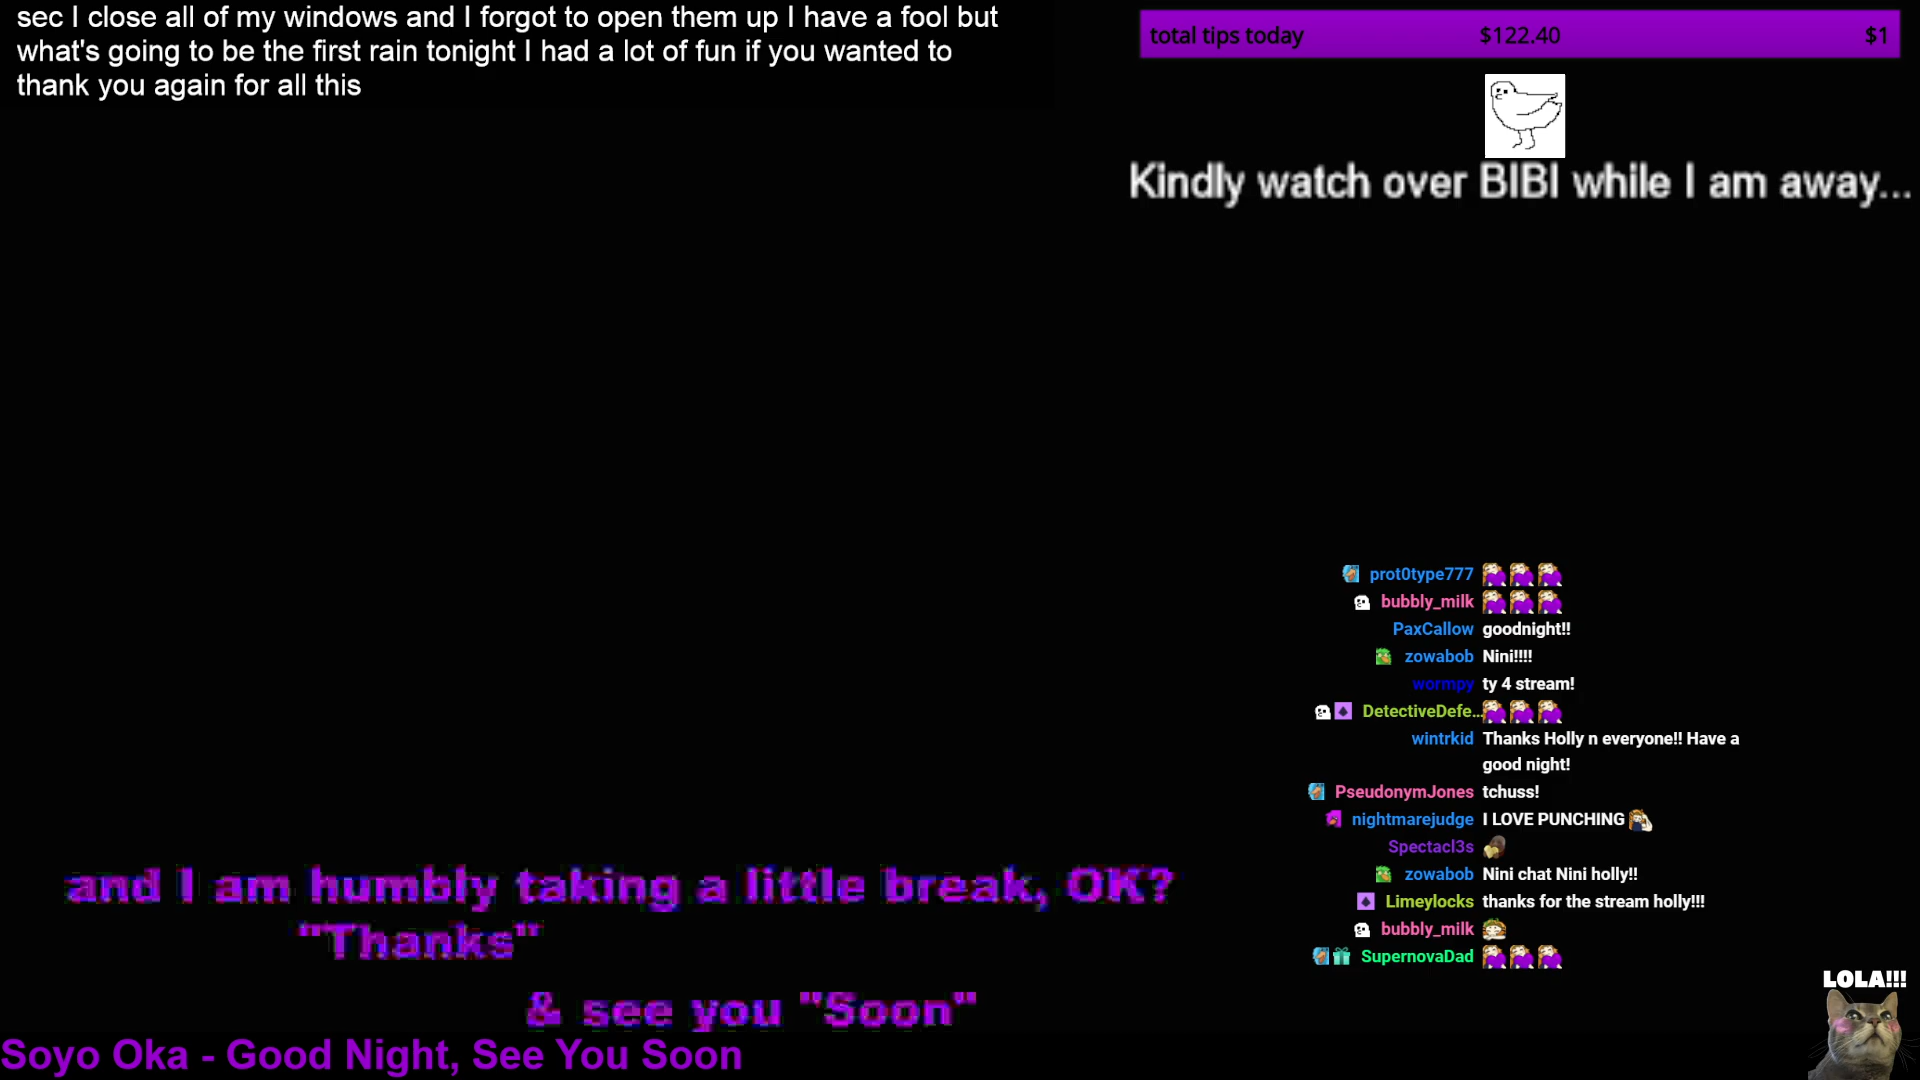 sec I close all of my windows and I forgot to open them up I have a fool but
what's going to be the first rain tonight I had a lot of fun if you wanted to
thank you again for all this
total tips today $122.40 $1
Kindly watch over BIBI while I am away...
prot0type777
bubbly_milk
PaxCallow goodnight!!
zowabob Nini!!!!
wormpy ty 4 stream!
DetectiveDefe...
wintrkid Thanks Holly n everyone!! Have a
good night!
PseudonymJones tchuss!
nightmarejudge I LOVE PUNCHING
Spectacl3s
zowabob Nini chat Nini holly!!
Limeylocks thanks for the stream holly!!!
bubbly_milk
SupernovaDad
and I am humbly taking a little break, OK?
"Thanks"
& see you "Soon"
LOLA!!!
Soyo Oka - Good Night, See You Soon